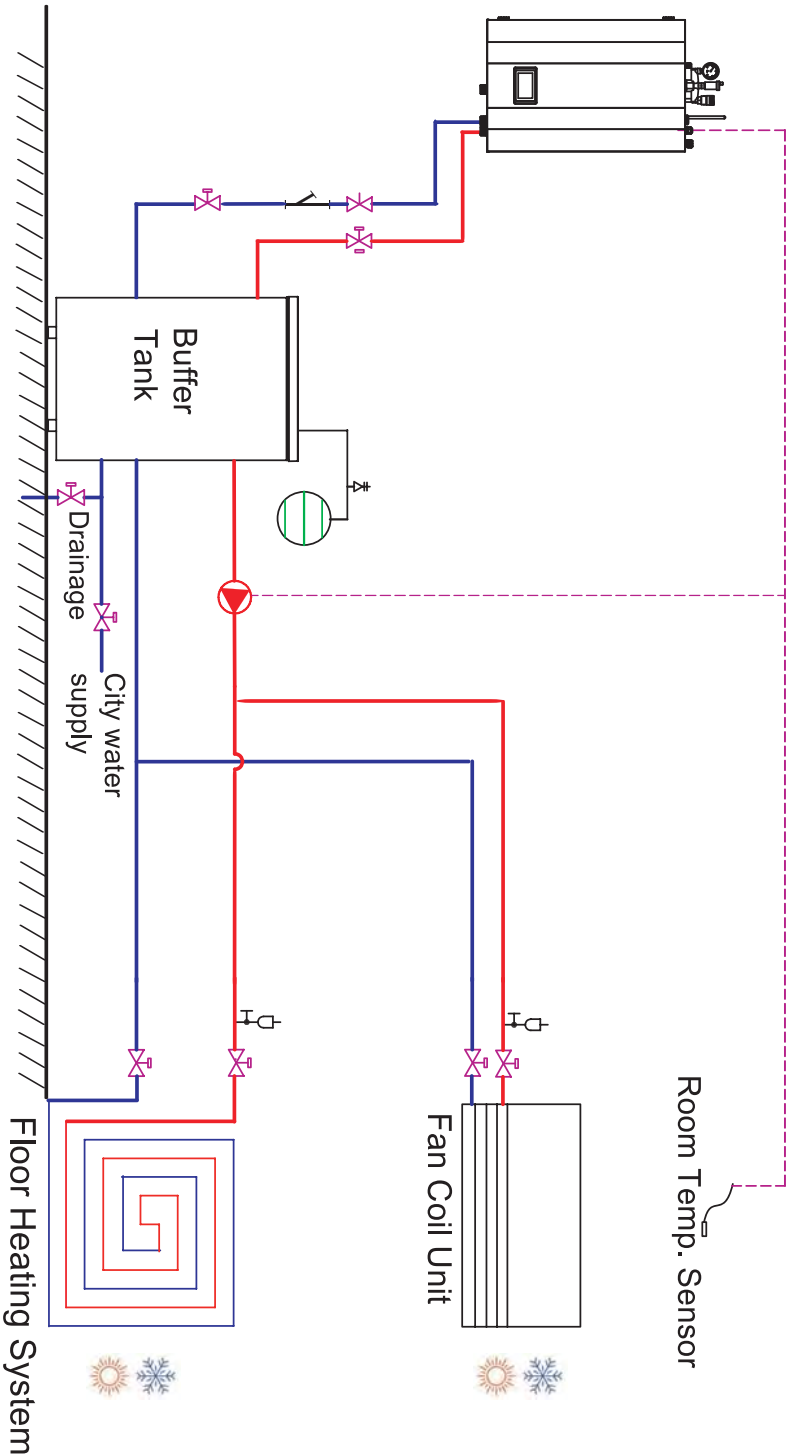 Room Temp. Sensor
Fan Coil Unit
Buffer
Tank
Drainage
City water
supply
Floor Heating System